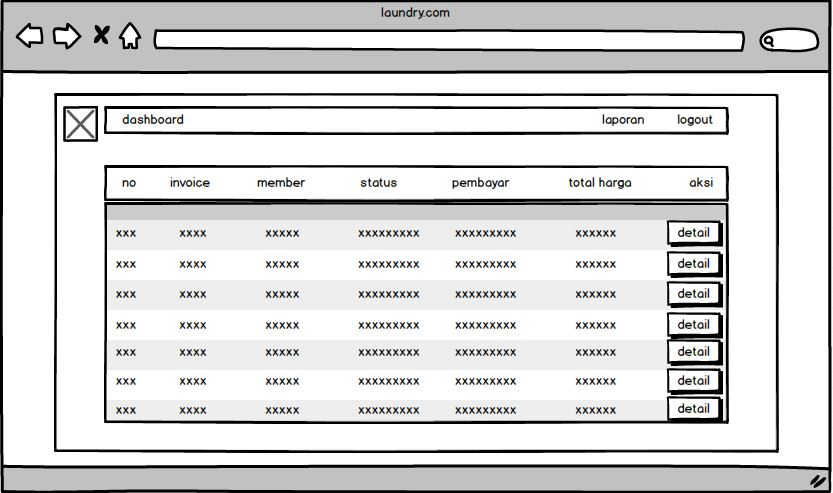 laundry.com
dashboard laporan logout
no invoice member status pembayar total harga aksi
xxx xxxx xxxxx xxxxxxxxx xxxxxxxxx xxxxxx detail
xxx xxxx xxxxx xxxxxxxxx xxxxxxxxx xxxxxx detail
xxx xxxx xxxxx xxxxxxxxx xxxxxxxxx xxxxxx detail
xxx xxxx xxxxx xxxxxxxxx xxxxxxxxx xxxxxx detail
xxx xxxx xxxxx xxxxxxxxx xxxxxxxxx xxxxxx detail
xxx xxxx xxxxx xxxxxxxxx xxxxxxxxx xxxxxx detail
xxx xxxx xxxxx xxxxxxxxx xxxxxxxxx xxxxxx detail